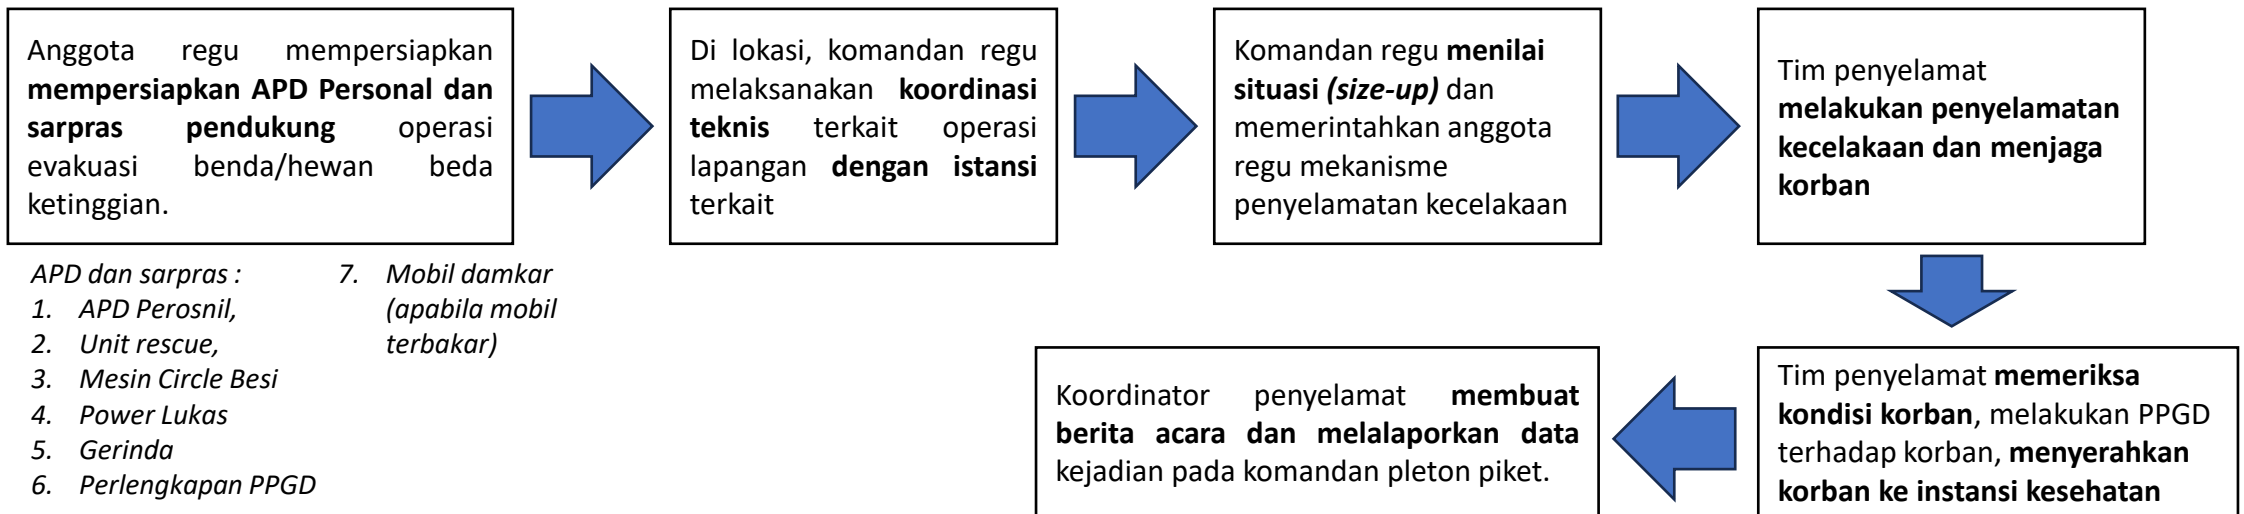 Anggota regu mempersiapkan
mempersiapkan APD Personal dan
sarpras pendukung operasi
evakuasi benda/hewan beda
ketinggian.
Di lokasi, komandan regu
melaksanakan koordinasi
teknis terkait operasi
lapangan dengan istansi
terkait
Komandan regu menilai
situasi (size-up) dan
memerintahkan anggota
regu mekanisme
penyelamatan kecelakaan
Tim penyelamat
melakukan penyelamatan
kecelakaan dan menjaga
korban
APD dan sarpras :
1. APD Perosnil,
2. Unit rescue,
3. Mesin Circle Besi
4. Power Lukas
5. Gerinda
6. Perlengkapan PPGD
7. Mobil damkar
(apabila mobil
terbakar)
Tim penyelamat memeriksa
kondisi korban, melakukan PPGD
terhadap korban, menyerahkan
korban ke instansi kesehatan
Koordinator penyelamat membuat
berita acara dan melalaporkan data
kejadian pada komandan pleton piket.